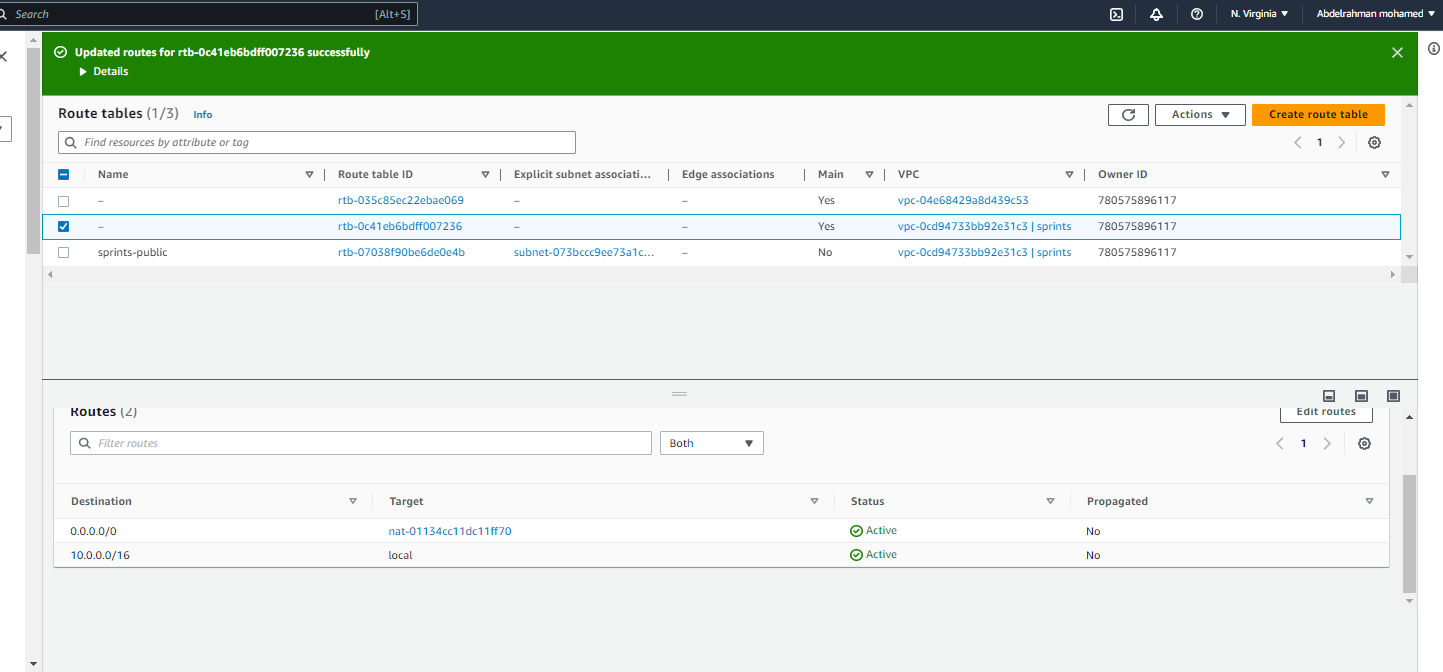 Search [Alt+S] N. Virginia Abdelrahman mohamed
Updated routes for rtb-0c41eb6bdff007236 successfully
Details
Route tables (1/3) Info Actions Create route table
Find resources by attribute or tag 1
Name Route table ID Explicit subnet associati... Edge associations Main VPC Owner ID
– rtb-035c85ec22ebae069 – – Yes vpc-04e68429a8d439c53 780575896117
– rtb-0c41eb6bdff007236 – – Yes vpc-0cd94733bb92e31c3 | sprints 780575896117
sprints-public rtb-07038f90be6de0e4b subnet-073bccc9ee73a1c... – No vpc-0cd94733bb92e31c3 | sprints 780575896117
Routes (2) Edit routes
Filter routes Both 1
Destination Target Status Propagated
0.0.0.0/0 nat-01134cc11dc11ff70 Active No
10.0.0.0/16 local Active No